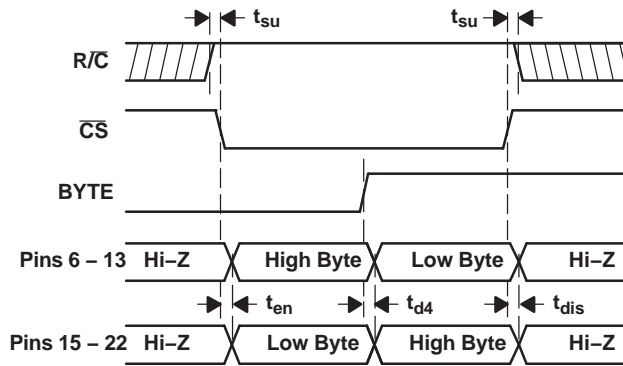 tsu tsu
R/C̅
C̅S̅
BYTE
Pins 6 – 13 Hi–Z High Byte Low Byte Hi–Z
ten td4 tdis
Pins 15 – 22 Hi–Z Low Byte High Byte Hi–Z